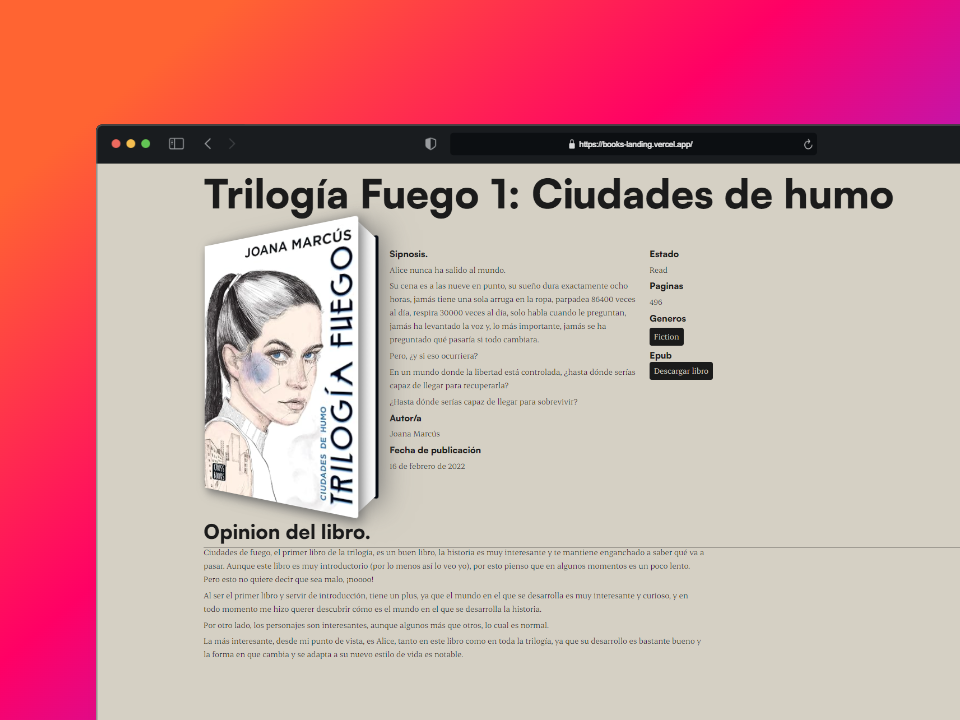 https://books-landing.vercel.app/
Trilogía Fuego 1: Ciudades de humo
JOANA MARCÚS
CIUDADES DE HUMO
TRILOGÍA FUEGO
CROSS
BOOKS
Sipnosis.
Alice nunca ha salido al mundo.
Su cena es a las nueve en punto, su sueño dura exactamente ocho
horas, jamás tiene una sola arruga en la ropa, parpadea 86400 veces
al día, respira 30000 veces al día, solo habla cuando le preguntan,
jamás ha levantado la voz y, lo más importante, jamás se ha
preguntado qué pasaría si todo cambiara.
Pero, ¿y si eso ocurriera?
En un mundo donde la libertad está controlada, ¿hasta dónde serías
capaz de llegar para recuperarla?
¿Hasta dónde serías capaz de llegar para sobrevivir?
Autor/a
Joana Marcús
Fecha de publicación
16 de febrero de 2022
Estado
Read
Paginas
496
Generos
Fiction
Epub
Descargar libro
Opinion del libro.
Ciudades de fuego, el primer libro de la trilogía, es un buen libro, la historia es muy interesante y te mantiene enganchado a saber qué va a
pasar. Aunque este libro es muy introductorio (por lo menos así lo veo yo), por esto pienso que en algunos momentos es un poco lento.
Pero esto no quiere decir que sea malo, ¡noooo!
Al ser el primer libro y servir de introducción, tiene un plus, ya que el mundo en el que se desarrolla es muy interesante y curioso, y en
todo momento me hizo querer descubrir cómo es el mundo en el que se desarrolla la historia.
Por otro lado, los personajes son interesantes, aunque algunos más que otros, lo cual es normal.
La más interesante, desde mi punto de vista, es Alice, tanto en este libro como en toda la trilogía, ya que su desarrollo es bastante bueno y
la forma en que cambia y se adapta a su nuevo estilo de vida es notable.